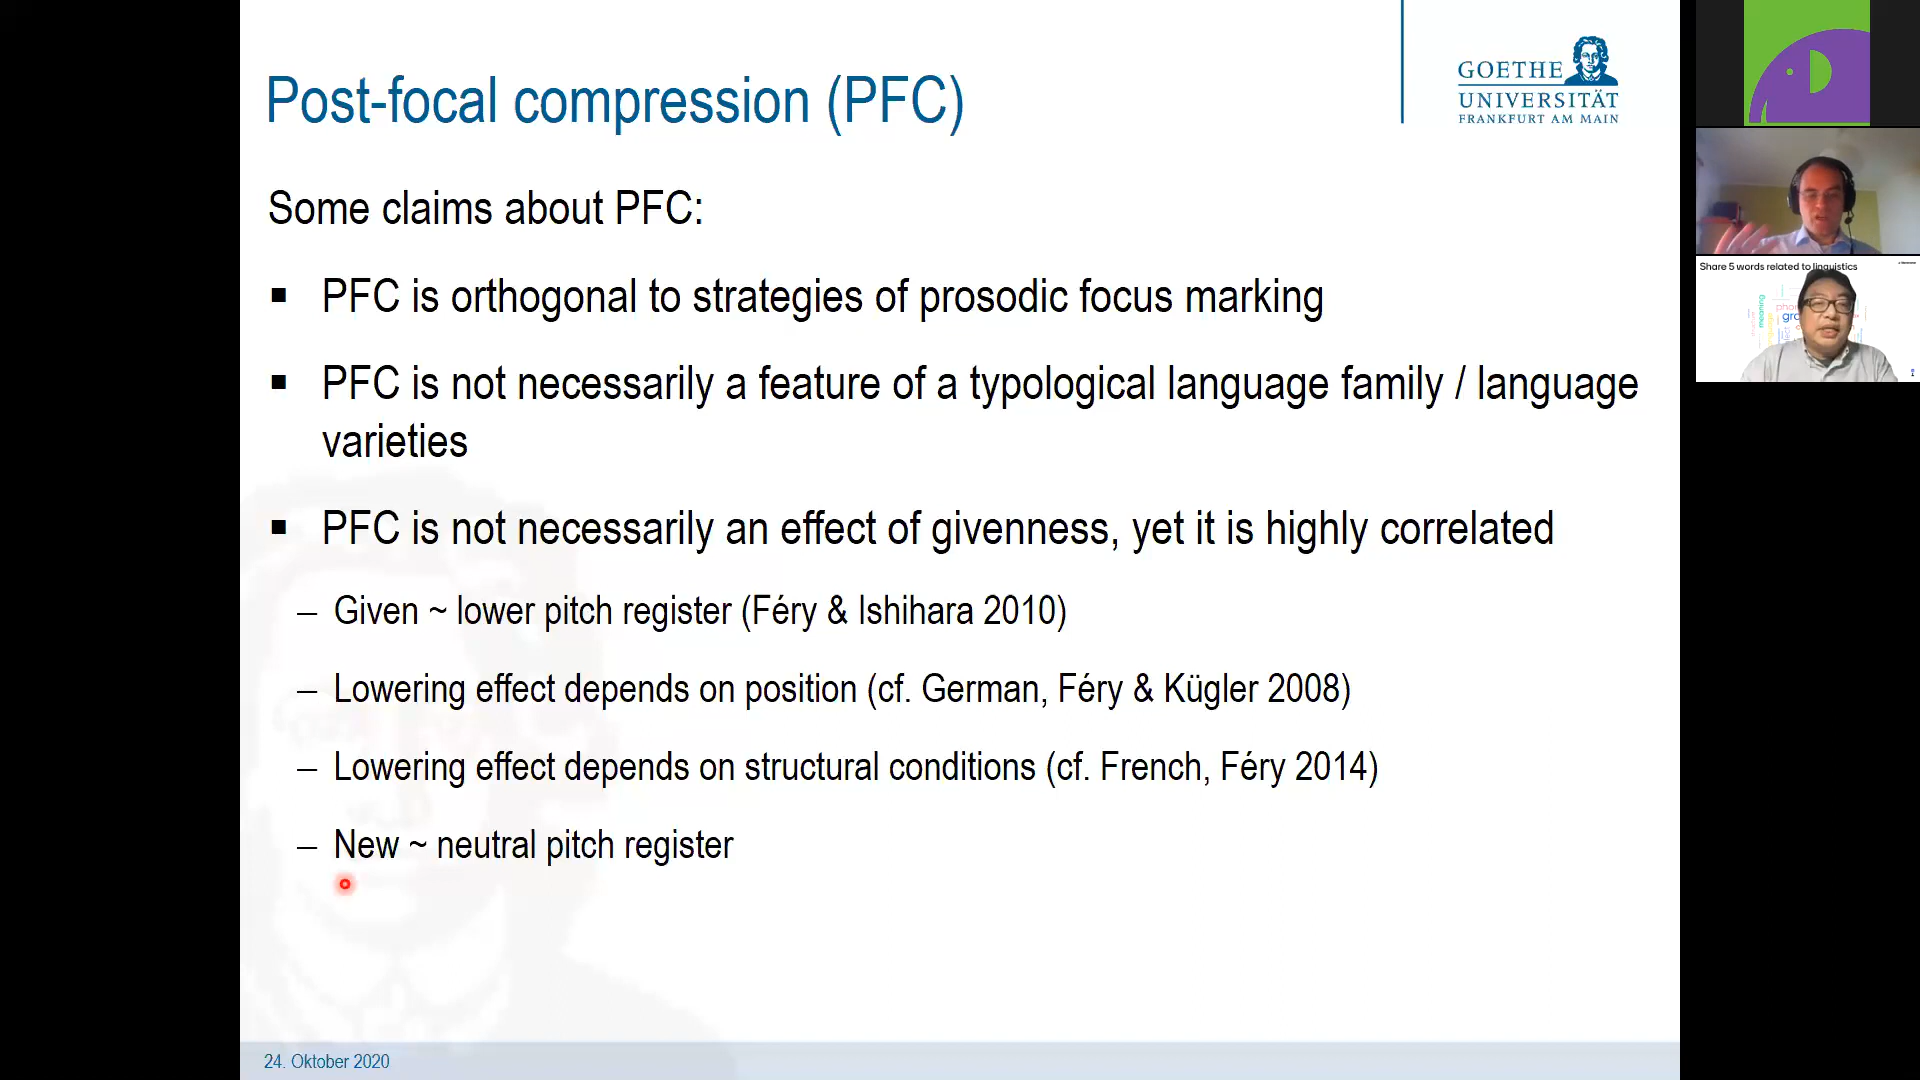 Post-focal compression (PFC)
GOETHE
UNIVERSITÄT
FRANKFURT AM MAIN
Some claims about PFC:
▪ PFC is orthogonal to strategies of prosodic focus marking
▪ PFC is not necessarily a feature of a typological language family / language
varieties
▪ PFC is not necessarily an effect of givenness, yet it is highly correlated
– Given ~ lower pitch register (Féry & Ishihara 2010)
– Lowering effect depends on position (cf. German, Féry & Kügler 2008)
– Lowering effect depends on structural conditions (cf. French, Féry 2014)
– New ~ neutral pitch register
24. Oktober 2020
Share 5 words related to linguistics
meaning